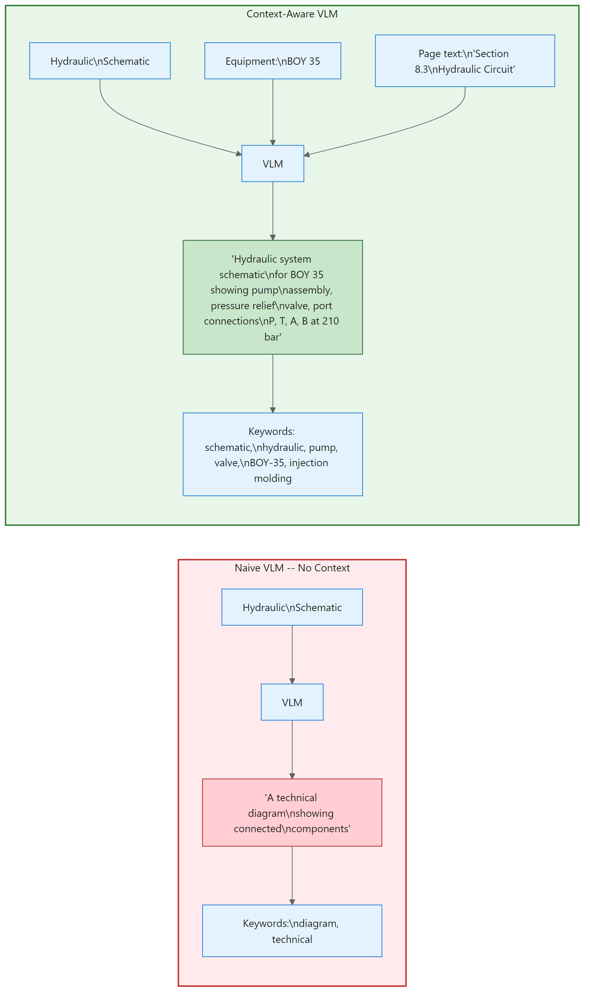 Context-Aware VLM
Hydraulic\nSchematic
Equipment:\nBOY 35
Page text:\n'Section
8.3\nHydraulic Circuit'
VLM
'Hydraulic system
schematic\nfor BOY 35
showing pump\nassembly,
pressure relief\nvalve, port
connections\nP, T, A, B at 210
bar'
Keywords:
schematic,\nhydraulic, pump,
valve,\nBOY-35, injection
molding
Naive VLM -- No Context
Hydraulic\nSchematic
VLM
'A technical
diagram\nshowing
connected\ncomponents'
Keywords:\ndiagram,
technical